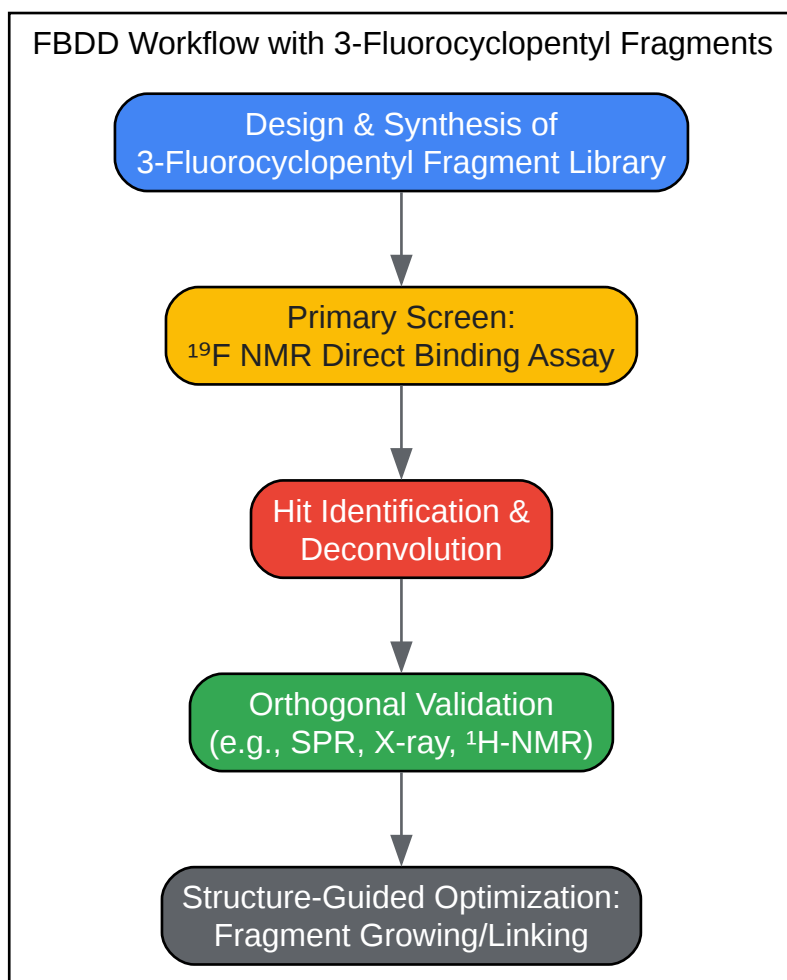 FBDD Workflow with 3-Fluorocyclopentyl Fragments
Design & Synthesis of
3-Fluorocyclopentyl Fragment Library
Primary Screen:
¹⁹F NMR Direct Binding Assay
Hit Identification &
Deconvolution
Orthogonal Validation
(e.g., SPR, X-ray, ¹H-NMR)
Structure-Guided Optimization:
Fragment Growing/Linking